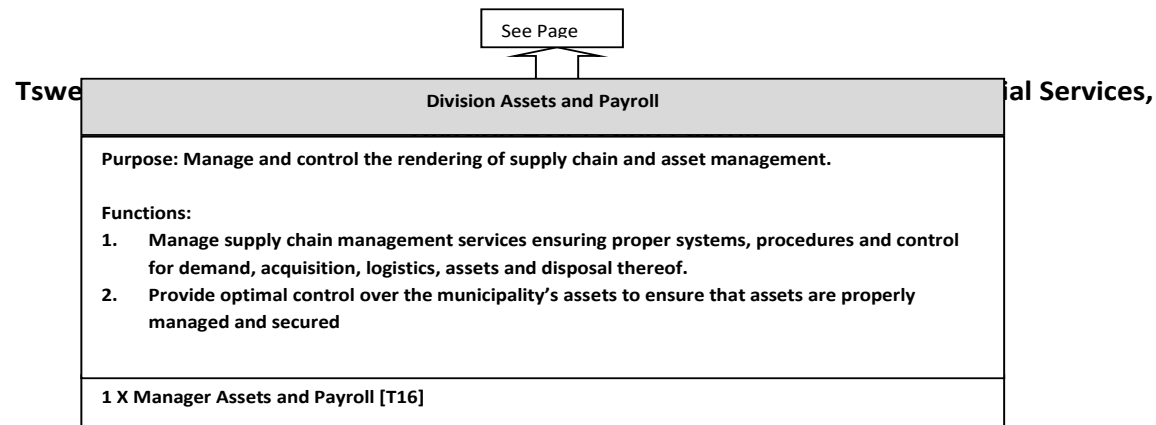 See Page
Tswe ial Services,
Division Assets and Payroll
Purpose: Manage and control the rendering of supply chain and asset management.
Functions:
1. Manage supply chain management services ensuring proper systems, procedures and control
for demand, acquisition, logistics, assets and disposal thereof.
2. Provide optimal control over the municipality’s assets to ensure that assets are properly
managed and secured
1 X Manager Assets and Payroll [T16]